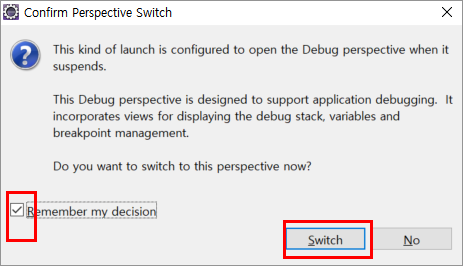 Confirm Perspective Switch
This kind of launch is configured to open the Debug perspective when it
suspends.
This Debug perspective is designed to support application debugging.  It
incorporates views for displaying the debug stack, variables and
breakpoint management.
Do you want to switch to this perspective now?
Remember my decision
Switch
No